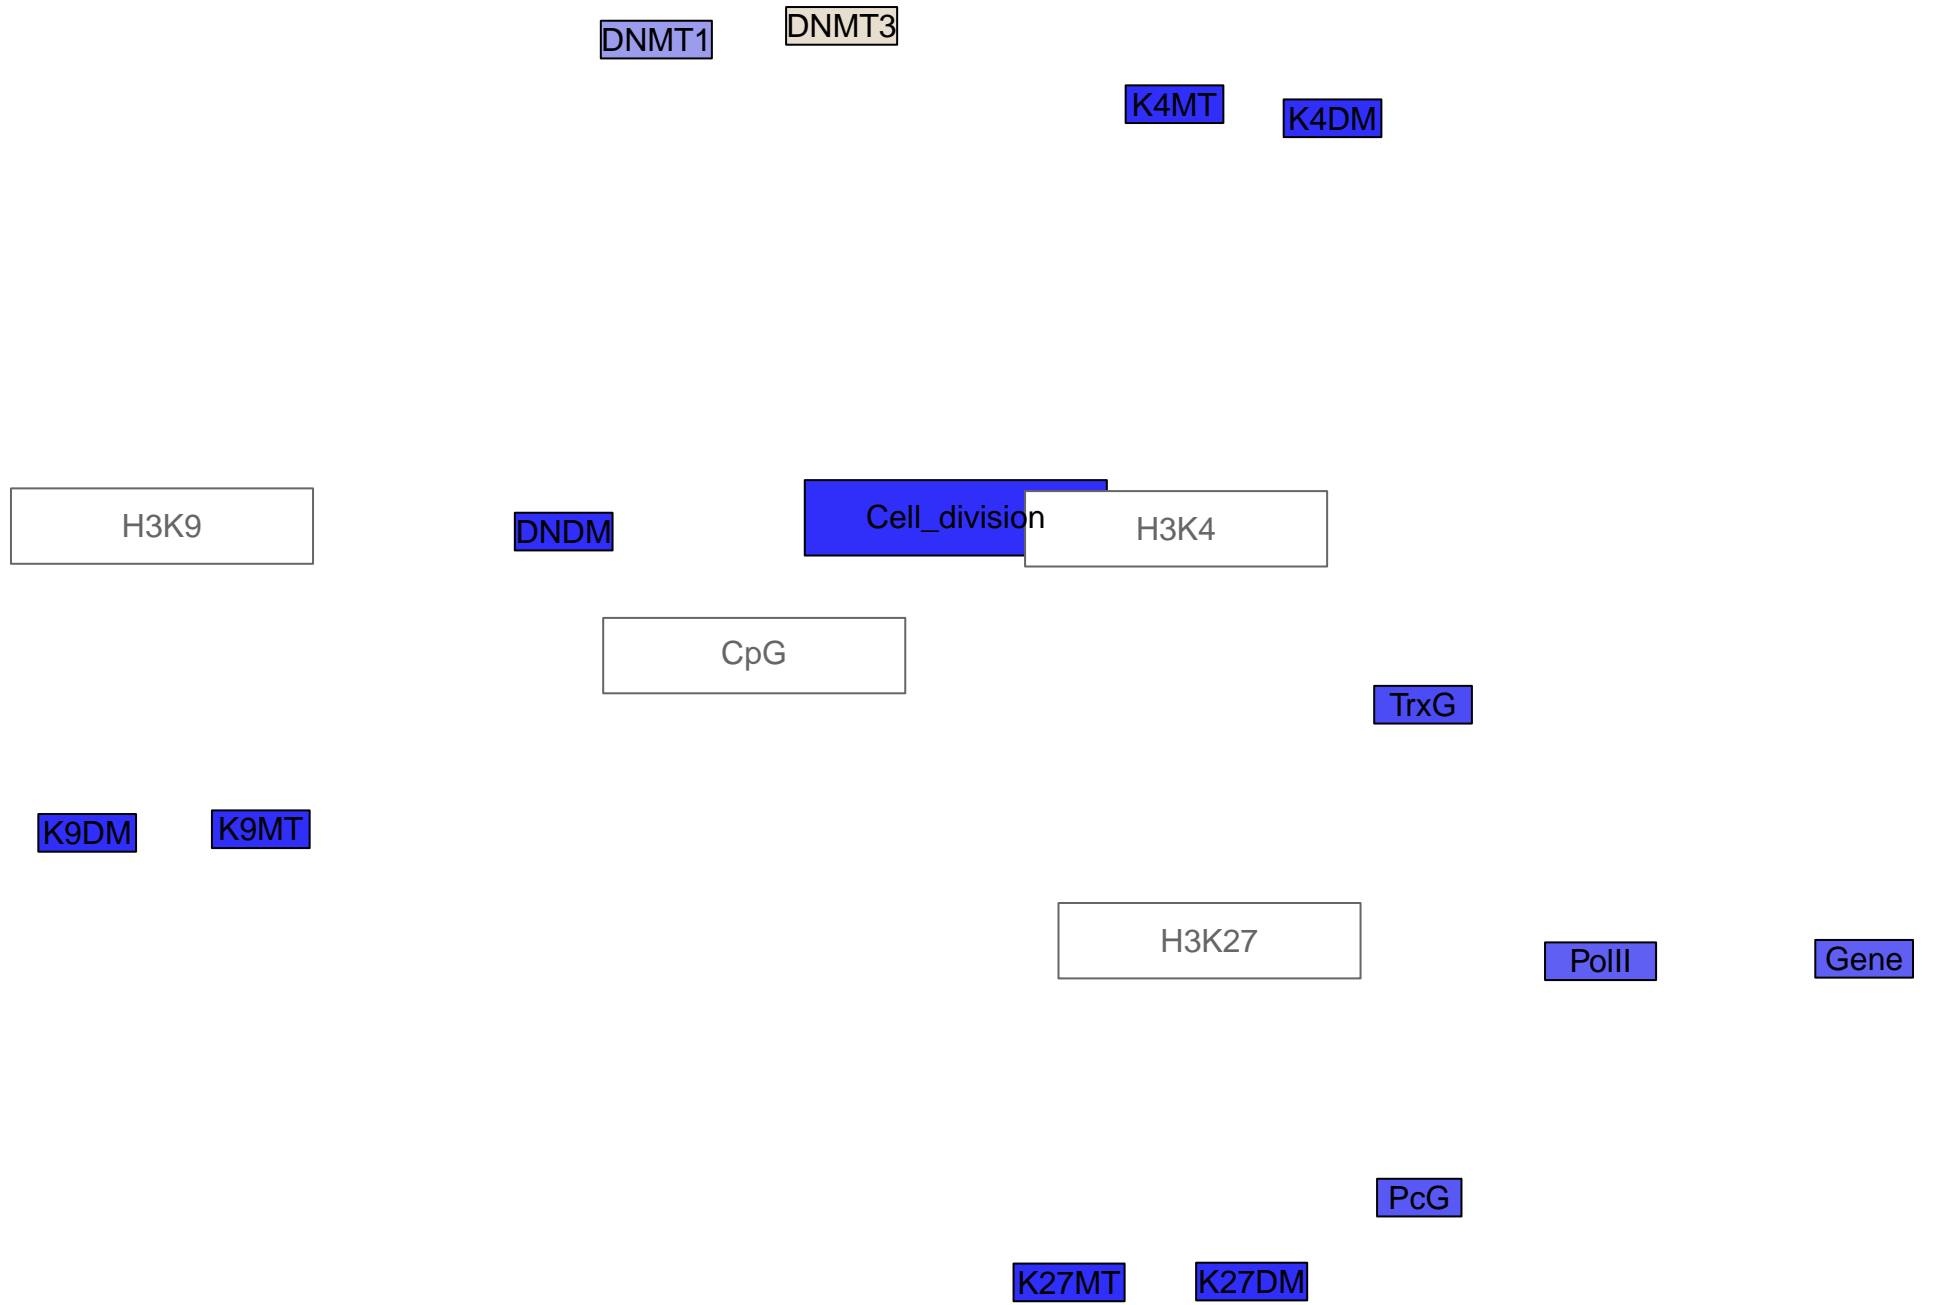 DNMT3
DNMT1
K4MT
K4DM
Cell_division
H3K9
H3K4
DNDM
CpG
TrxG
K9MT
K9DM
H3K27
Gene
PolII
PcG
K27DM
K27MT